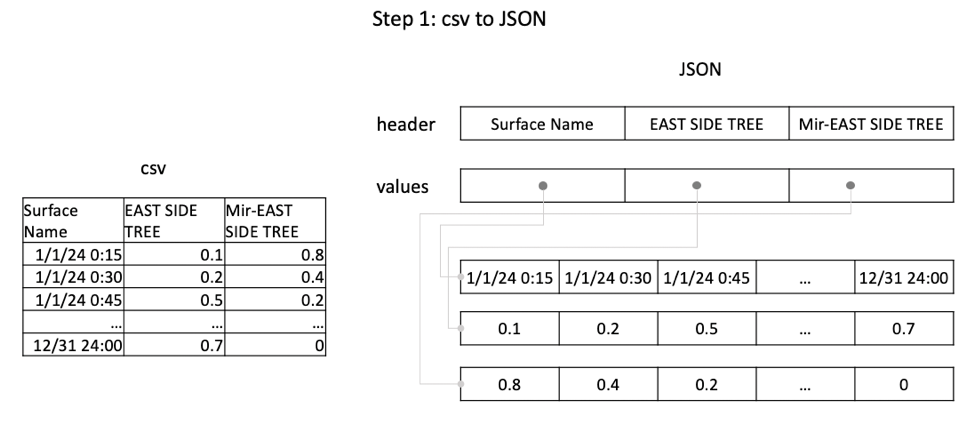 Step 1: csv to JSON
JSON
header
Surface Name EAST SIDE TREE Mir-EAST SIDE TREE
csv
values
Surface EAST SIDE Mir-EAST
Name TREE SIDE TREE
1/1/24 0:15 0.1 0.8
1/1/24 0:30 0.2 0.4
1/1/24 0:45 0.5 0.2
... ... ...
12/31 24:00 0.7 0
1/1/24 0:15 1/1/24 0:30 1/1/24 0:45 ... 12/31 24:00
0.1 0.2 0.5 ... 0.7
0.8 0.4 0.2 ... 0